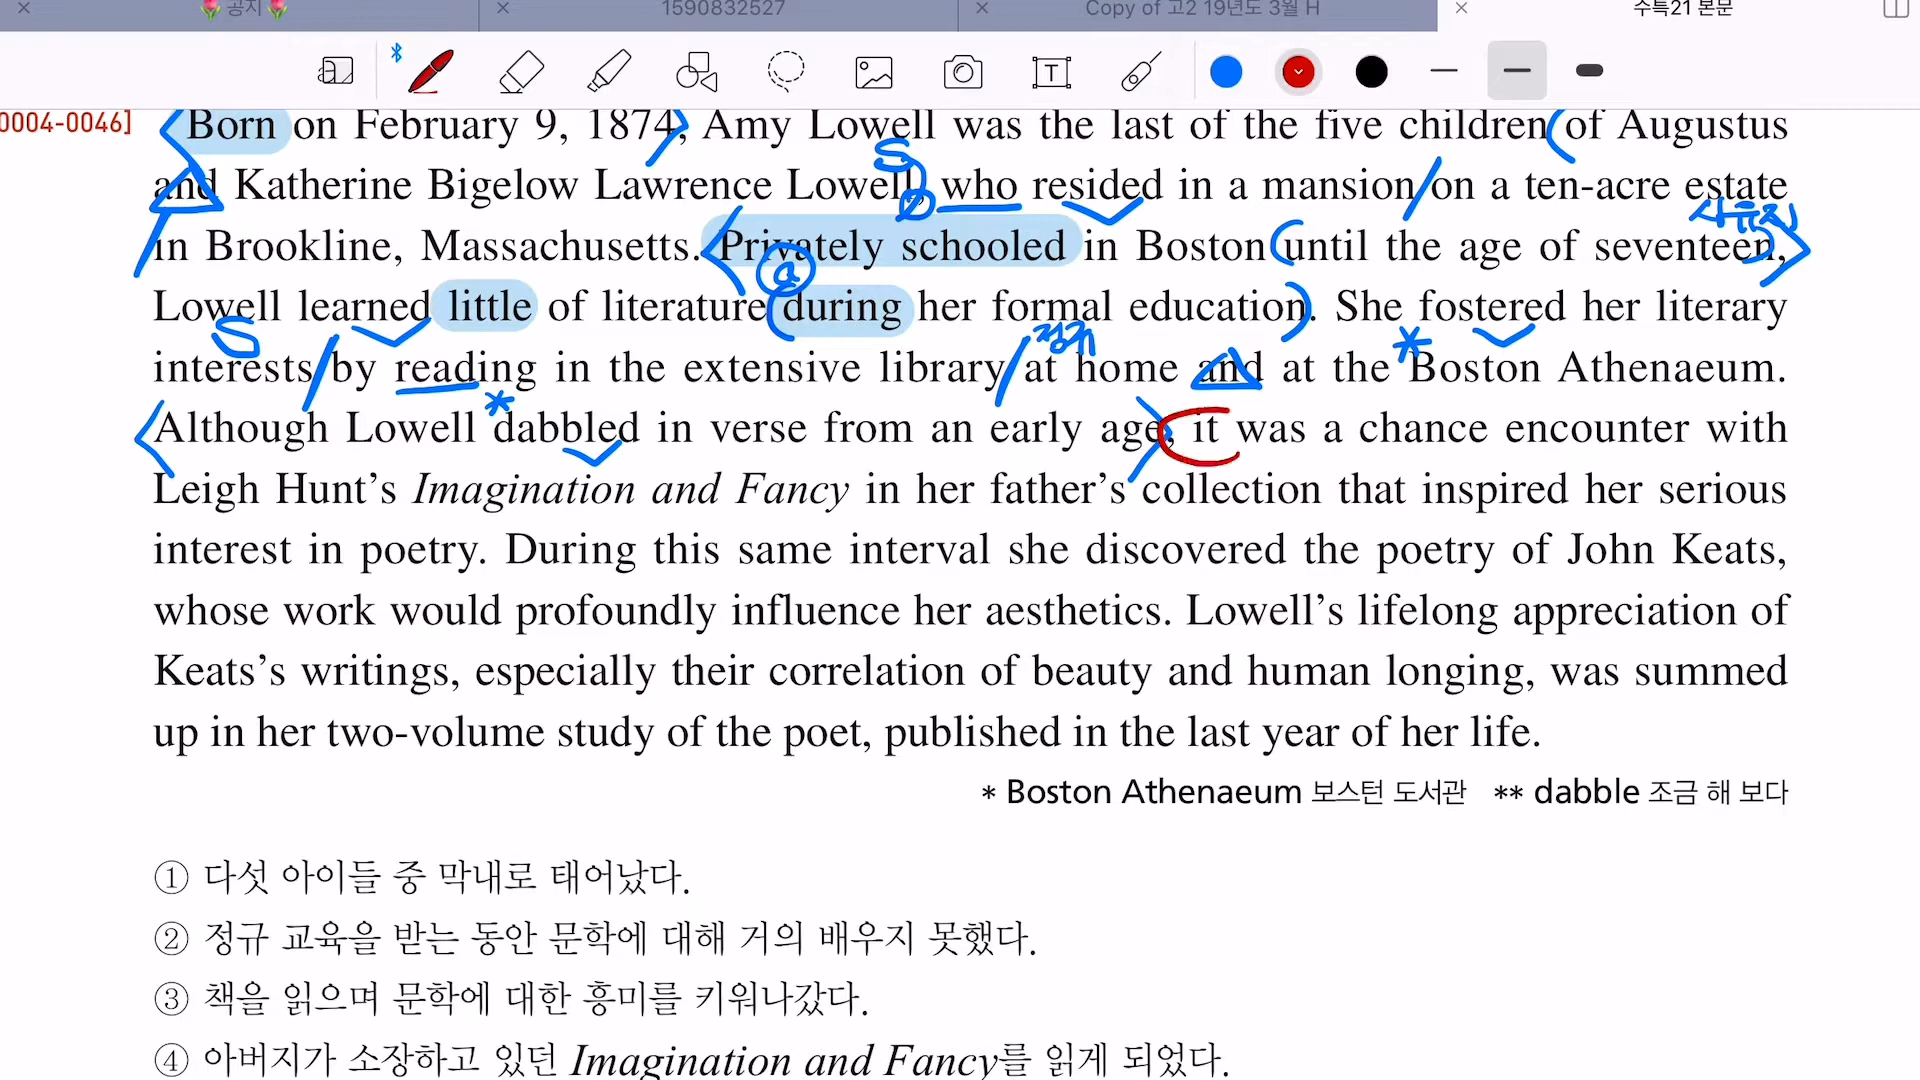 공지 1590832527 Copy of 고2 19년도 3월 H 수특21 본문
0004-0046]
Born on February 9, 1874, Amy Lowell was the last of the five children of Augustus
and Katherine Bigelow Lawrence Lowell, who resided in a mansion on a ten-acre estate
in Brookline, Massachusetts. Privately schooled in Boston until the age of seventeen,
Lowell learned little of literature during her formal education. She fostered her literary
interests by reading in the extensive library at home and at the Boston Athenaeum.
Although Lowell dabbled in verse from an early age, it was a chance encounter with
Leigh Hunt's Imagination and Fancy in her father's collection that inspired her serious
interest in poetry. During this same interval she discovered the poetry of John Keats,
whose work would profoundly influence her aesthetics. Lowell's lifelong appreciation of
Keats's writings, especially their correlation of beauty and human longing, was summed
up in her two-volume study of the poet, published in the last year of her life.
* Boston Athenaeum 보스턴 도서관 ** dabble 조금 해 보다
① 다섯 아이들 중 막내로 태어났다.
② 정규 교육을 받는 동안 문학에 대해 거의 배우지 못했다.
③ 책을 읽으며 문학에 대한 흥미를 키워나갔다.
④ 아버지가 소장하고 있던 Imagination and Fancy를 읽게 되었다.